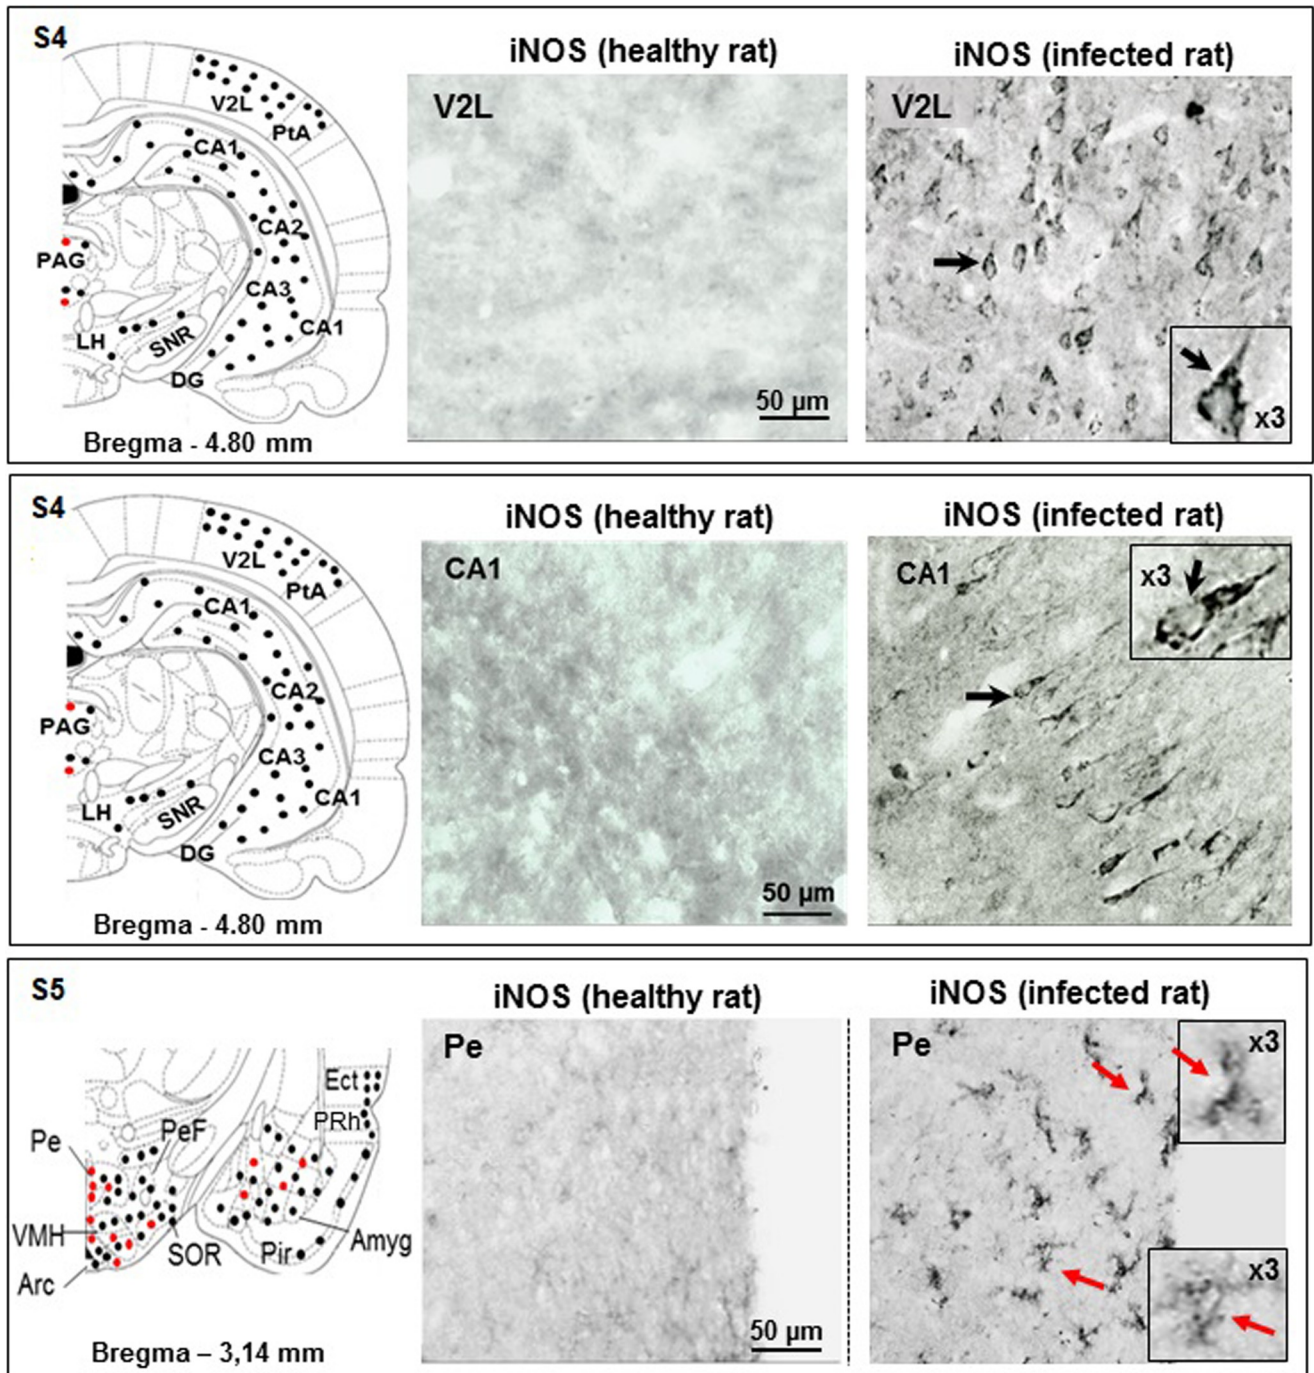 S4
iNOS (healthy rat)
iNOS (infected rat)
V2L
PtA
CA1
CA2
PAG
CA3
CA1
LH
SNR
DG
Bregma - 4.80 mm
V2L
50 µm
V2L
x3
S4
iNOS (healthy rat)
iNOS (infected rat)
V2L
PtA
CA1
CA2
PAG
CA3
CA1
LH
SNR
DG
Bregma - 4.80 mm
CA1
50 µm
CA1
x3
S5
iNOS (healthy rat)
iNOS (infected rat)
Ect
PRh
PeF
Pe
VMH
SOR
Pir
Amyg
Arc
Bregma – 3,14 mm
Pe
50 µm
Pe
x3
x3